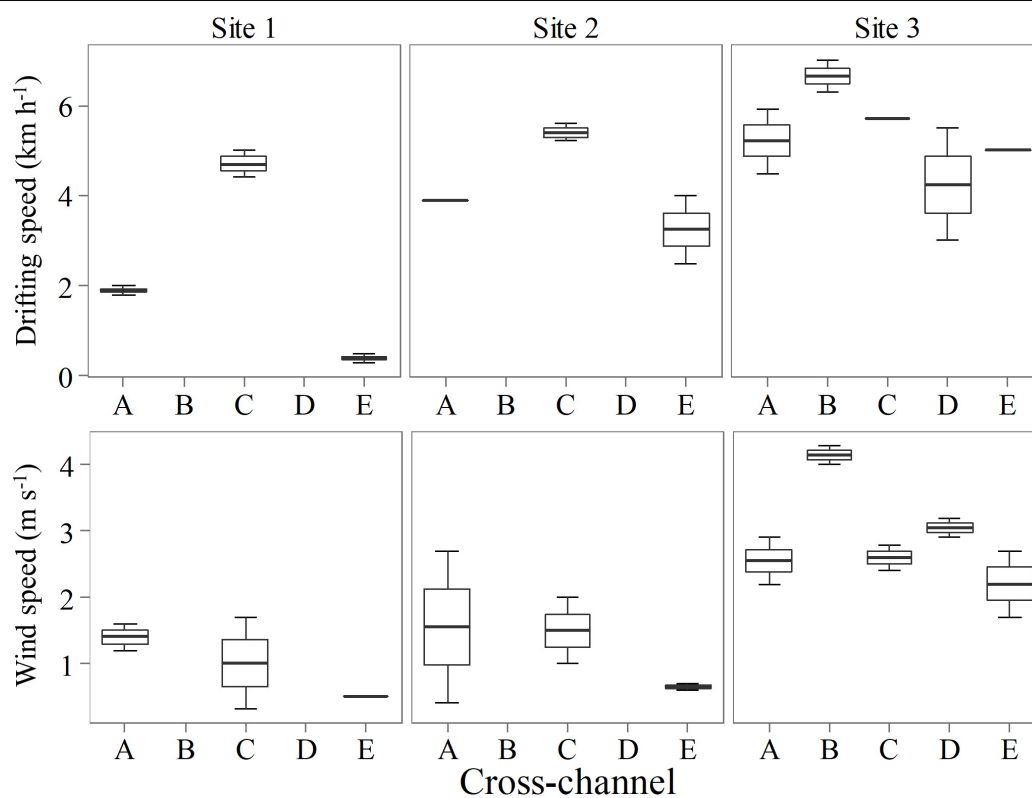 Site 1 Site 2 Site 3
Drifting speed (km h⁻¹)
6
4
2
0
A B C D E A B C D E A B C D E
Wind speed (m s⁻¹)
4
3
2
1
A B C D E A B C D E A B C D E
Cross-channel